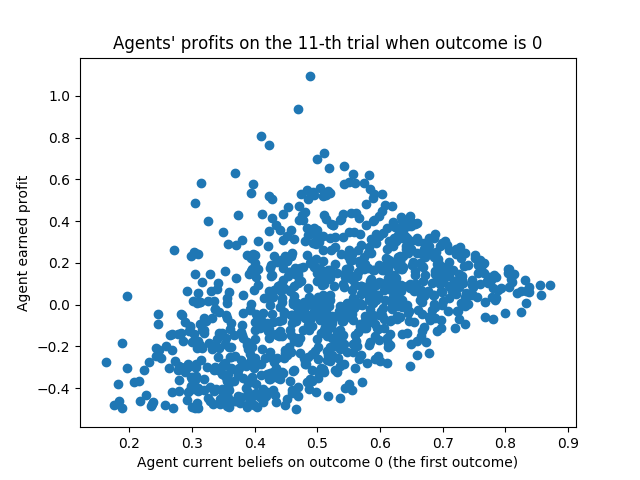 Agents' profits on the 11-th trial when outcome is 0
Agent earned profit
1.0
0.8
0.6
0.4
0.2
0.0
−0.2
−0.4
0.2 0.3 0.4 0.5 0.6 0.7 0.8 0.9
Agent current beliefs on outcome 0 (the first outcome)